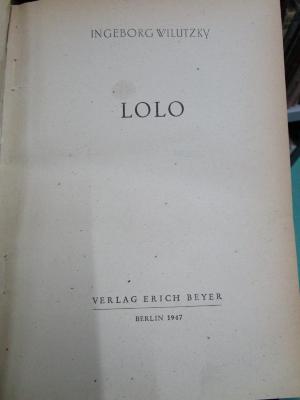 INGEBORG WILUTZKY
LOLO
VERLAG ERICH BEYER
BERLIN 1947